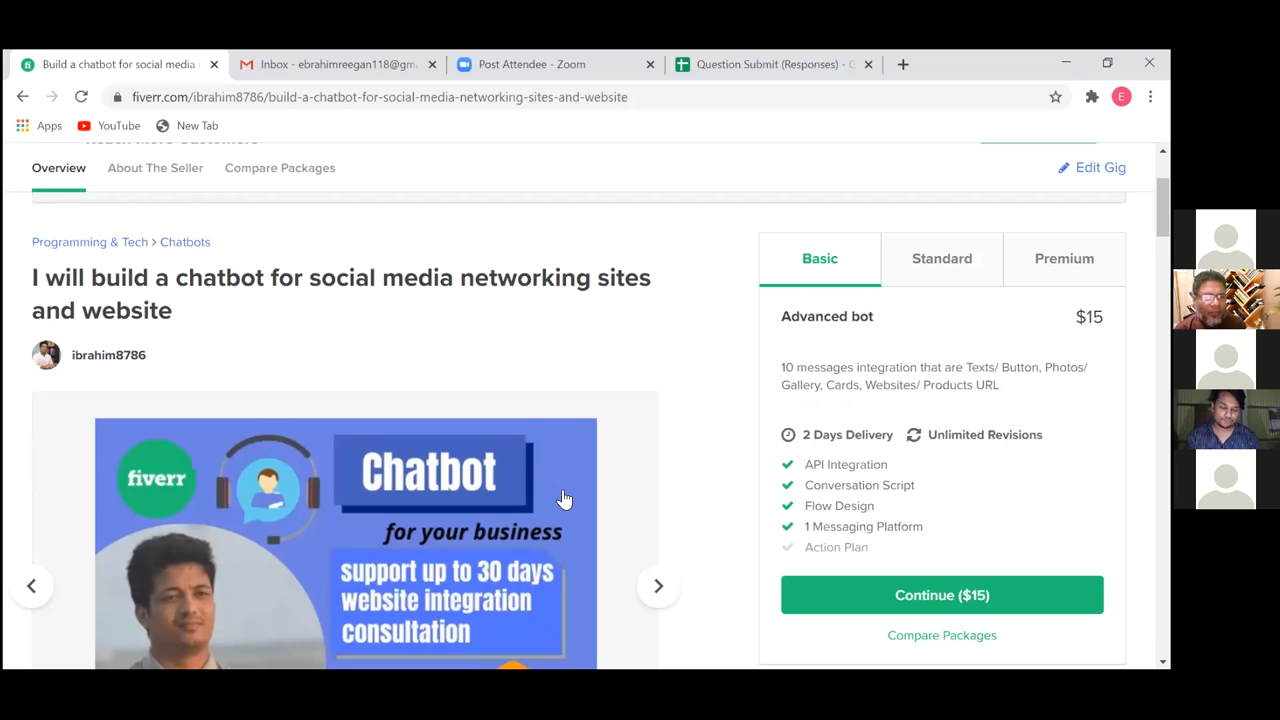 Build a chatbot for social media
Inbox - ebrahimreegan118@gm
Post Attendee - Zoom
Question Submit (Responses) - G
fiverr.com/ibrahim8786/build-a-chatbot-for-social-media-networking-sites-and-website
E
Apps
YouTube
New Tab
Overview
About The Seller
Compare Packages
Edit Gig
Programming & Tech > Chatbots
I will build a chatbot for social media networking sites
and website
ibrahim8786
fiverr
Chatbot
for your business
support up to 30 days
website integration
consultation
Basic
Standard
Premium
Advanced bot
$15
10 messages integration that are Texts/ Button, Photos/
Gallery, Cards, Websites/ Products URL
2 Days Delivery
Unlimited Revisions
API Integration
Conversation Script
Flow Design
1 Messaging Platform
Action Plan
Continue ($15)
Compare Packages